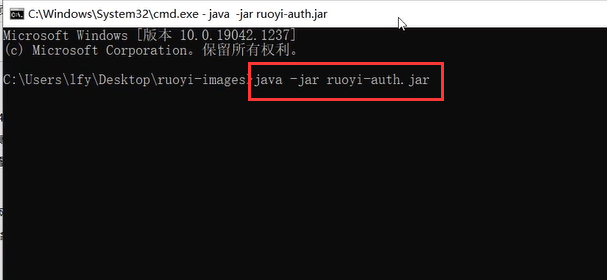 C:\Windows\System32\cmd.exe - java  -jar ruoyi-auth.jar
Microsoft Windows [版本 10.0.19042.1237]
(c) Microsoft Corporation。保留所有权利。
C:\Users\lfy\Desktop\ruoyi-images>java -jar ruoyi-auth.jar